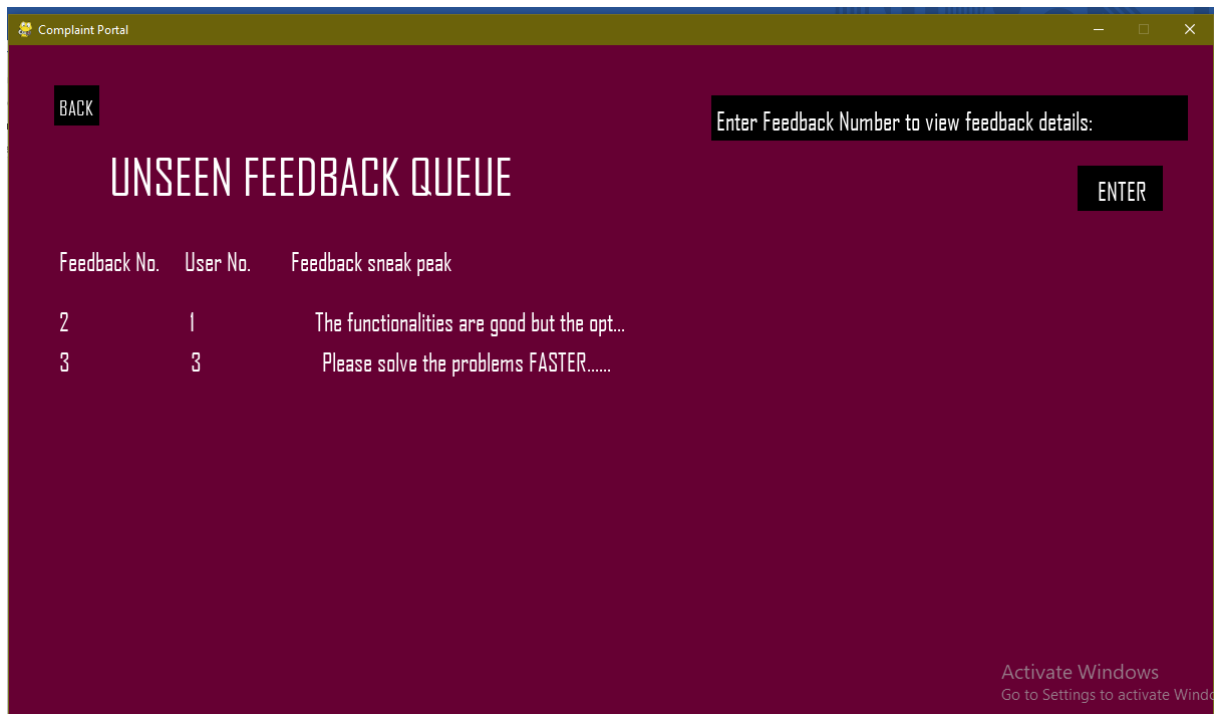 Complaint Portal
BACK
Enter Feedback Number to view feedback details:
UNSEEN FEEDBACK QUEUE
ENTER
Feedback No. User No. Feedback sneak peak
2 1 The functionalities are good but the opt...
3 3 Please solve the problems FASTER......
Activate Windows
Go to Settings to activate Windo